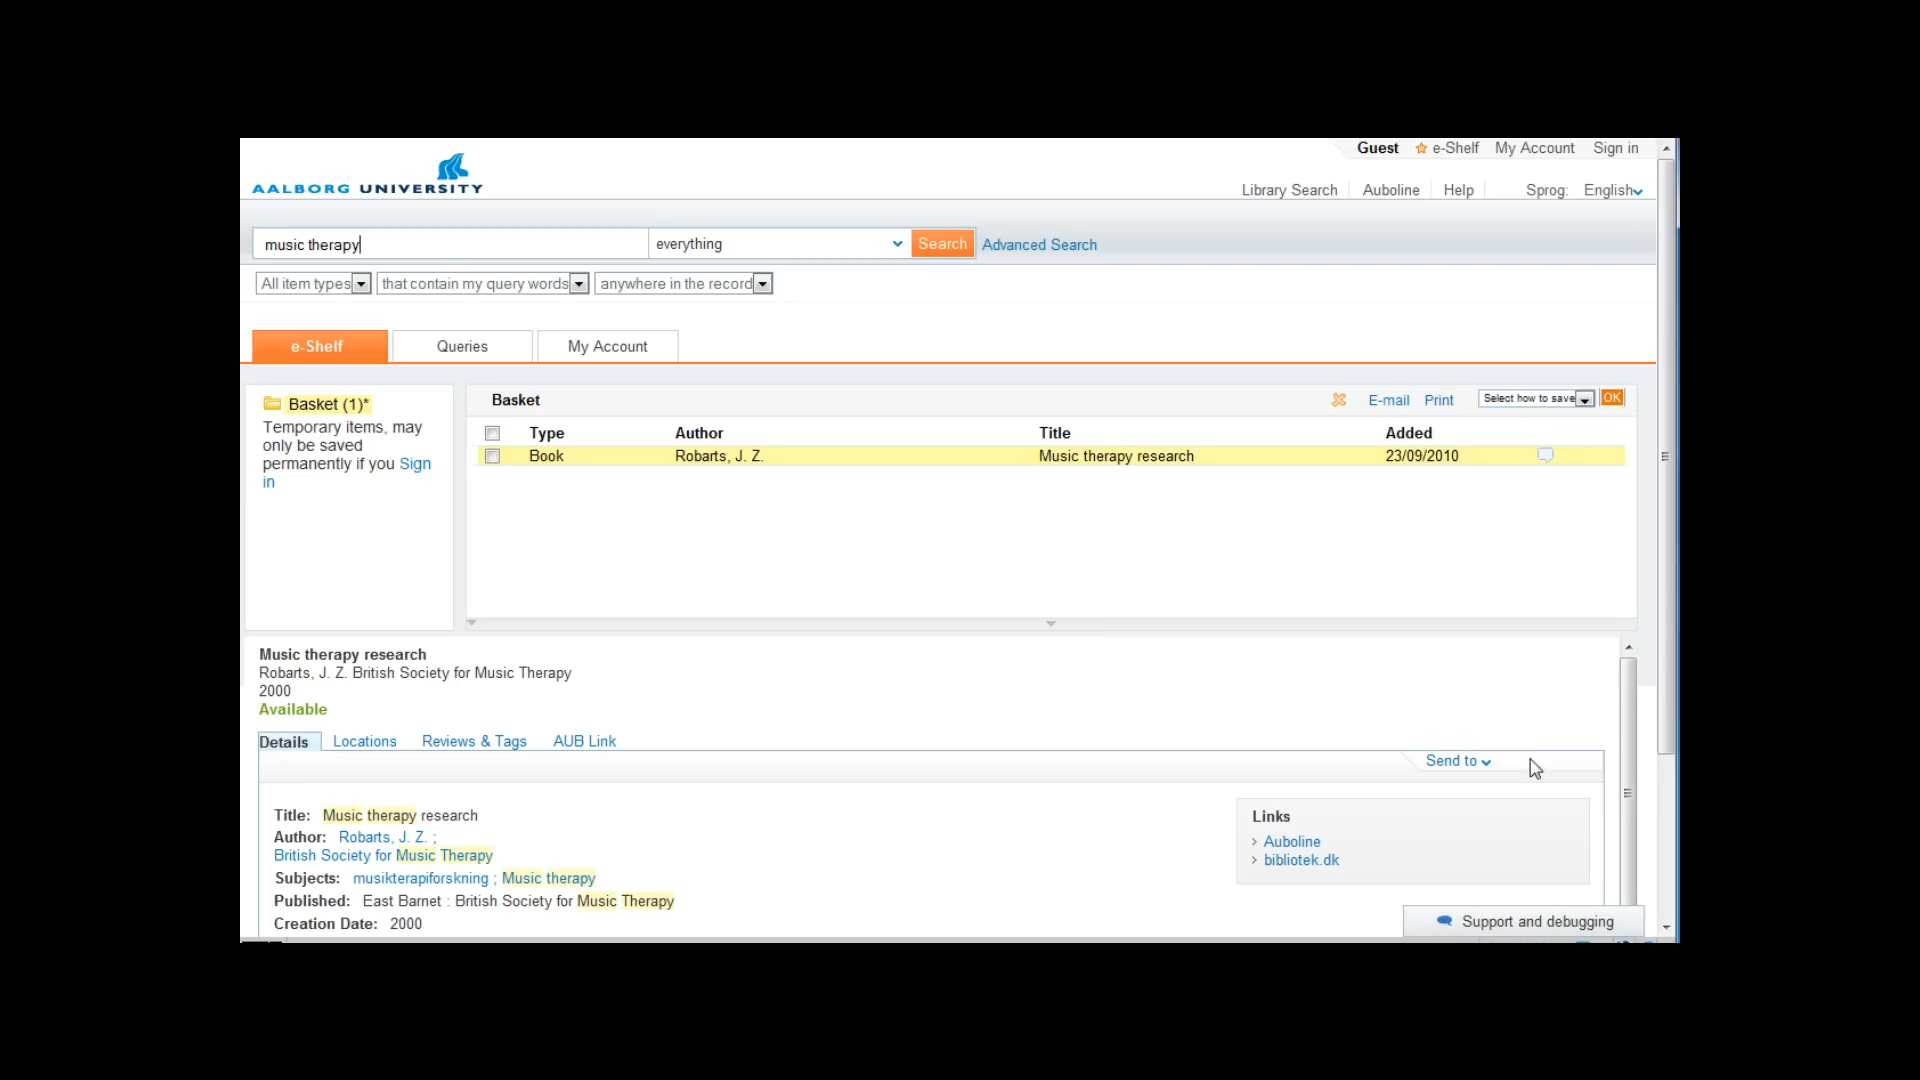 Guest e-Shelf My Account Sign in
AALBORG UNIVERSITY
Library Search Auboline Help Sprog: English
music therapy everything Search Advanced Search
All item types that contain my query words anywhere in the record
e-Shelf Queries My Account
Basket (1)*
Temporary items, may
only be saved
permanently if you Sign
in
Basket E-mail Print Select how to save OK
Type Author Title Added
Book Robarts, J. Z. Music therapy research 23/09/2010
Music therapy research
Robarts, J. Z. British Society for Music Therapy
2000
Available
Details Locations Reviews & Tags AUB Link
Send to
Title: Music therapy research
Author: Robarts, J. Z. ;
British Society for Music Therapy
Subjects: musikterapiforskning ; Music therapy
Published: East Barnet : British Society for Music Therapy
Creation Date: 2000
Links
Auboline
bibliotek.dk
Support and debugging